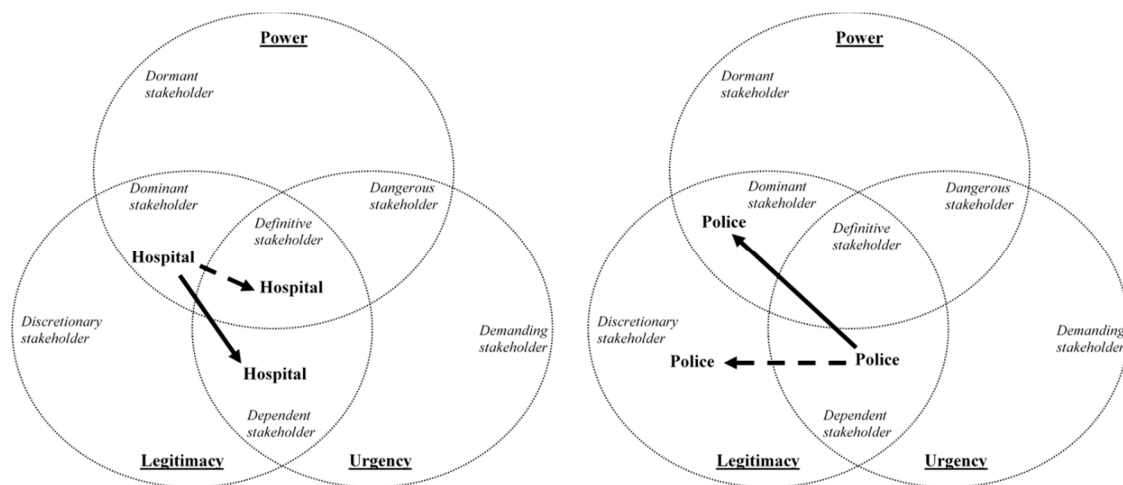 Power
Dormant
stakeholder
Dominant
stakeholder
Dangerous
stakeholder
Definitive
stakeholder
Hospital
Hospital
Discretionary
stakeholder
Demanding
stakeholder
Hospital
Dependent
stakeholder
Legitimacy
Urgency
Power
Dormant
stakeholder
Dominant
stakeholder
Dangerous
stakeholder
Police
Definitive
stakeholder
Discretionary
stakeholder
Demanding
stakeholder
Police
Police
Dependent
stakeholder
Legitimacy
Urgency